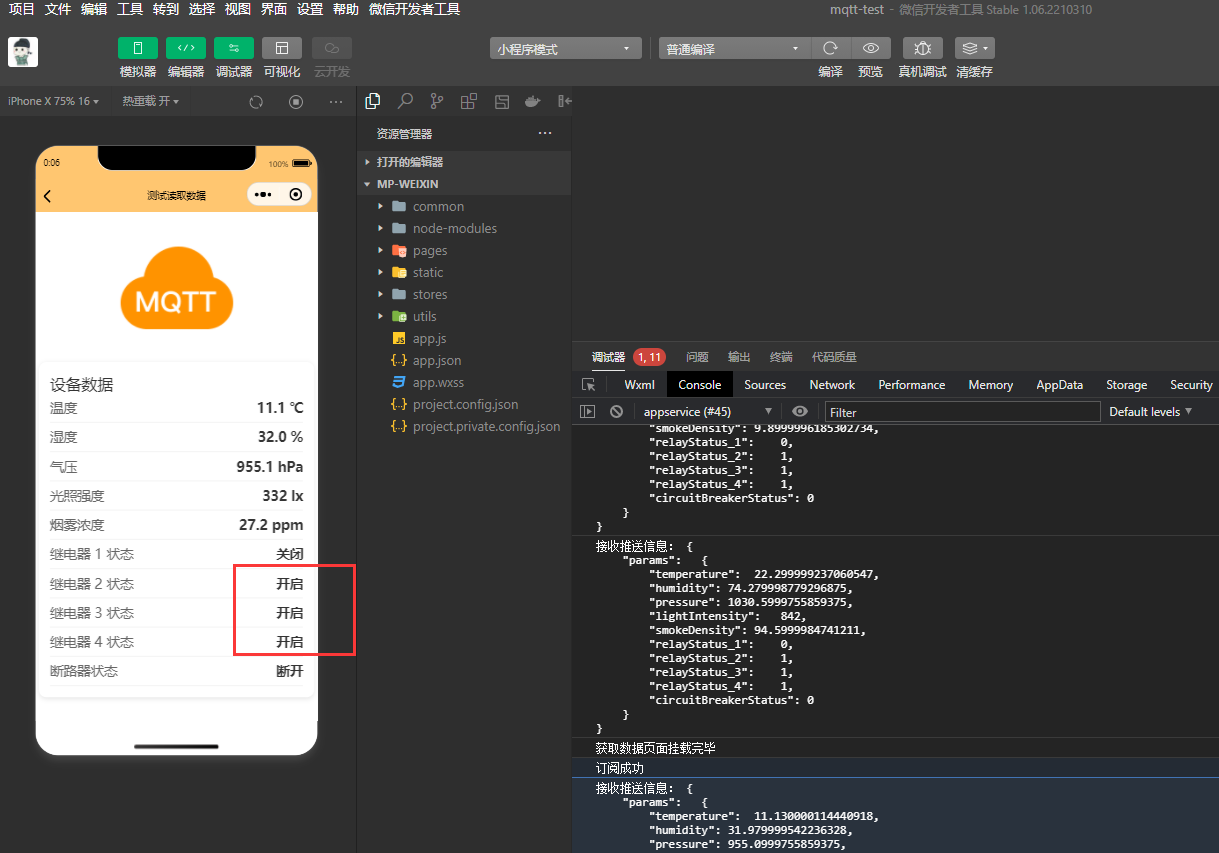 项目 文件 编辑 工具 转到 选择 视图 界面 设置 帮助 微信开发者工具
mqtt-test - 微信开发者工具 Stable 1.06.2210310
模拟器 编辑器 调试器 可视化 云开发
小程序模式
普通编译
编译 预览 真机调试 清缓存
iPhone X 75% 16
热重载 开
0:06
100%
测试读取数据
MQTT
设备数据
温度 11.1 ℃
湿度 32.0 %
气压 955.1 hPa
光照强度 332 lx
烟雾浓度 27.2 ppm
继电器 1 状态 关闭
继电器 2 状态 开启
继电器 3 状态 开启
继电器 4 状态 开启
断路器状态 断开
资源管理器
打开的编辑器
MP-WEIXIN
common
node-modules
pages
static
stores
utils
JS app.js
{..} app.json
app.wxss
{..} project.config.json
{..} project.private.config.json
调试器 1, 11 问题 输出 终端 代码质量
Wxml Console Sources Network Performance Memory AppData Storage Security
appservice (#45)
Filter
Default levels
"smokeDensity": 9.8999996185302734,
"relayStatus_1": 0,
"relayStatus_2": 1,
"relayStatus_3": 1,
"relayStatus_4": 1,
"circuitBreakerStatus": 0
}
}
接收推送信息: {
"params": {
"temperature": 22.299999237060547,
"humidity": 74.279998779296875,
"pressure": 1030.5999755859375,
"lightIntensity": 842,
"smokeDensity": 94.5999984741211,
"relayStatus_1": 0,
"relayStatus_2": 1,
"relayStatus_3": 1,
"relayStatus_4": 1,
"circuitBreakerStatus": 0
}
}
获取数据页面挂载完毕
订阅成功
接收推送信息: {
"params": {
"temperature": 11.130000114440918,
"humidity": 31.979999542236328,
"pressure": 955.0999755859375,